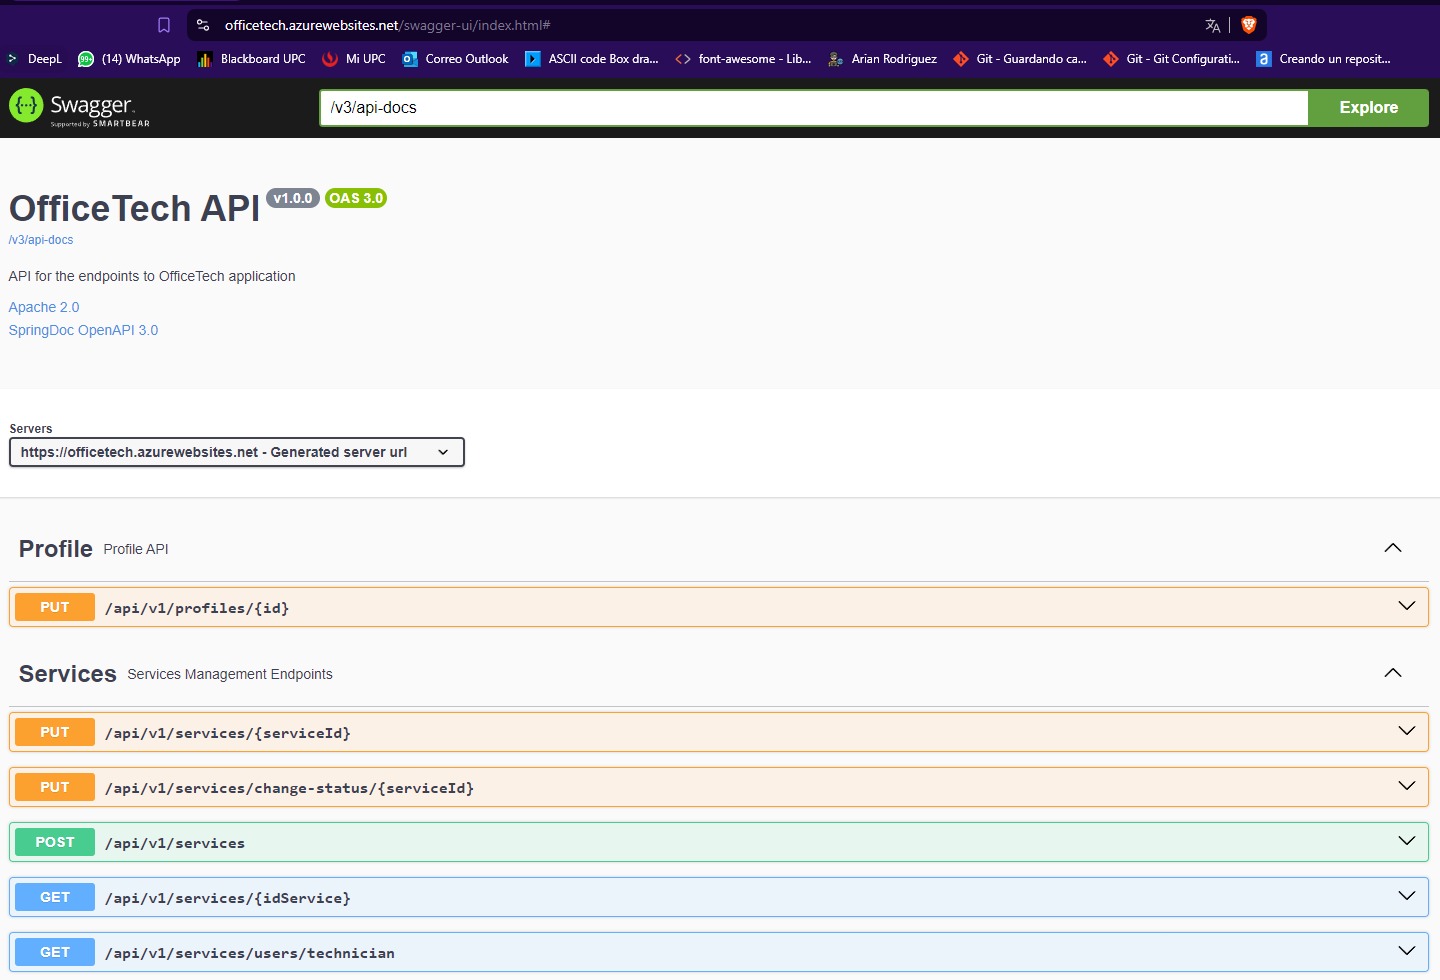 officetech.azurewebsites.net/swagger-ui/index.html#
DeepL
99+
(14) WhatsApp
Blackboard UPC
Mi UPC
Correo Outlook
ASCII code Box dra...
font-awesome - Lib...
Arian Rodriguez
Git - Guardando ca...
Git - Git Configurati...
Creando un reposit...
Swagger
Supported by SMARTBEAR
/v3/api-docs
Explore
OfficeTech API v1.0.0 OAS 3.0
/v3/api-docs
API for the endpoints to OfficeTech application
Apache 2.0
SpringDoc OpenAPI 3.0
Servers
https://officetech.azurewebsites.net - Generated server url
Profile Profile API
PUT /api/v1/profiles/{id}
Services Services Management Endpoints
PUT /api/v1/services/{serviceId}
PUT /api/v1/services/change-status/{serviceId}
POST /api/v1/services
GET /api/v1/services/{idService}
GET /api/v1/services/users/technician